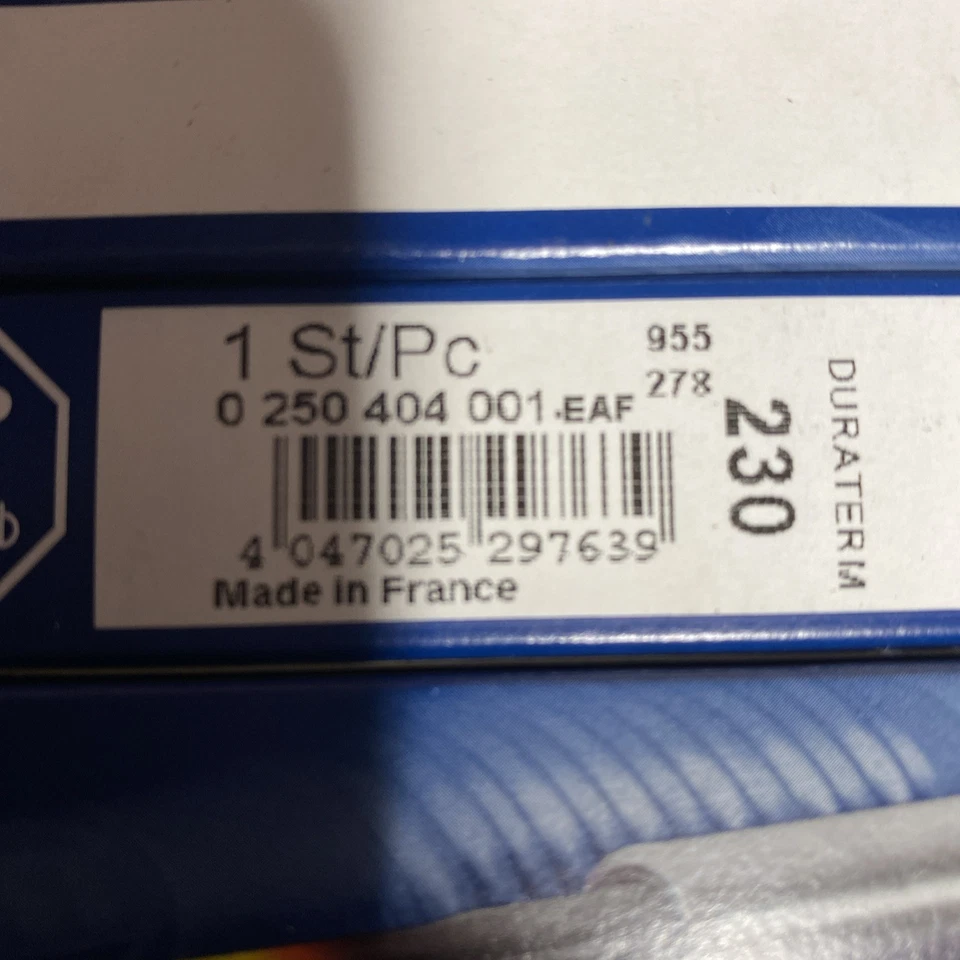 1 St/Pc
0 250 404 001-EAF
955
278
4 047025 297639
Made in France
230
DURATERM